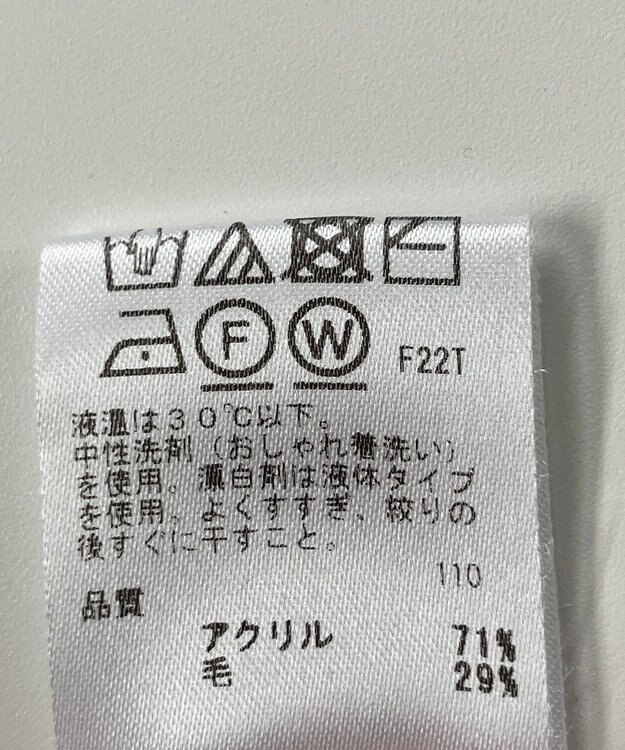 F W F22T
液温は30℃以下。
中性洗剤(おしゃれ着洗い)
を使用。漂白剤は液体タイプ
を使用。よくすすぎ、絞りの
後すぐに干すこと。
110
品質
アクリル 71%
毛 29%